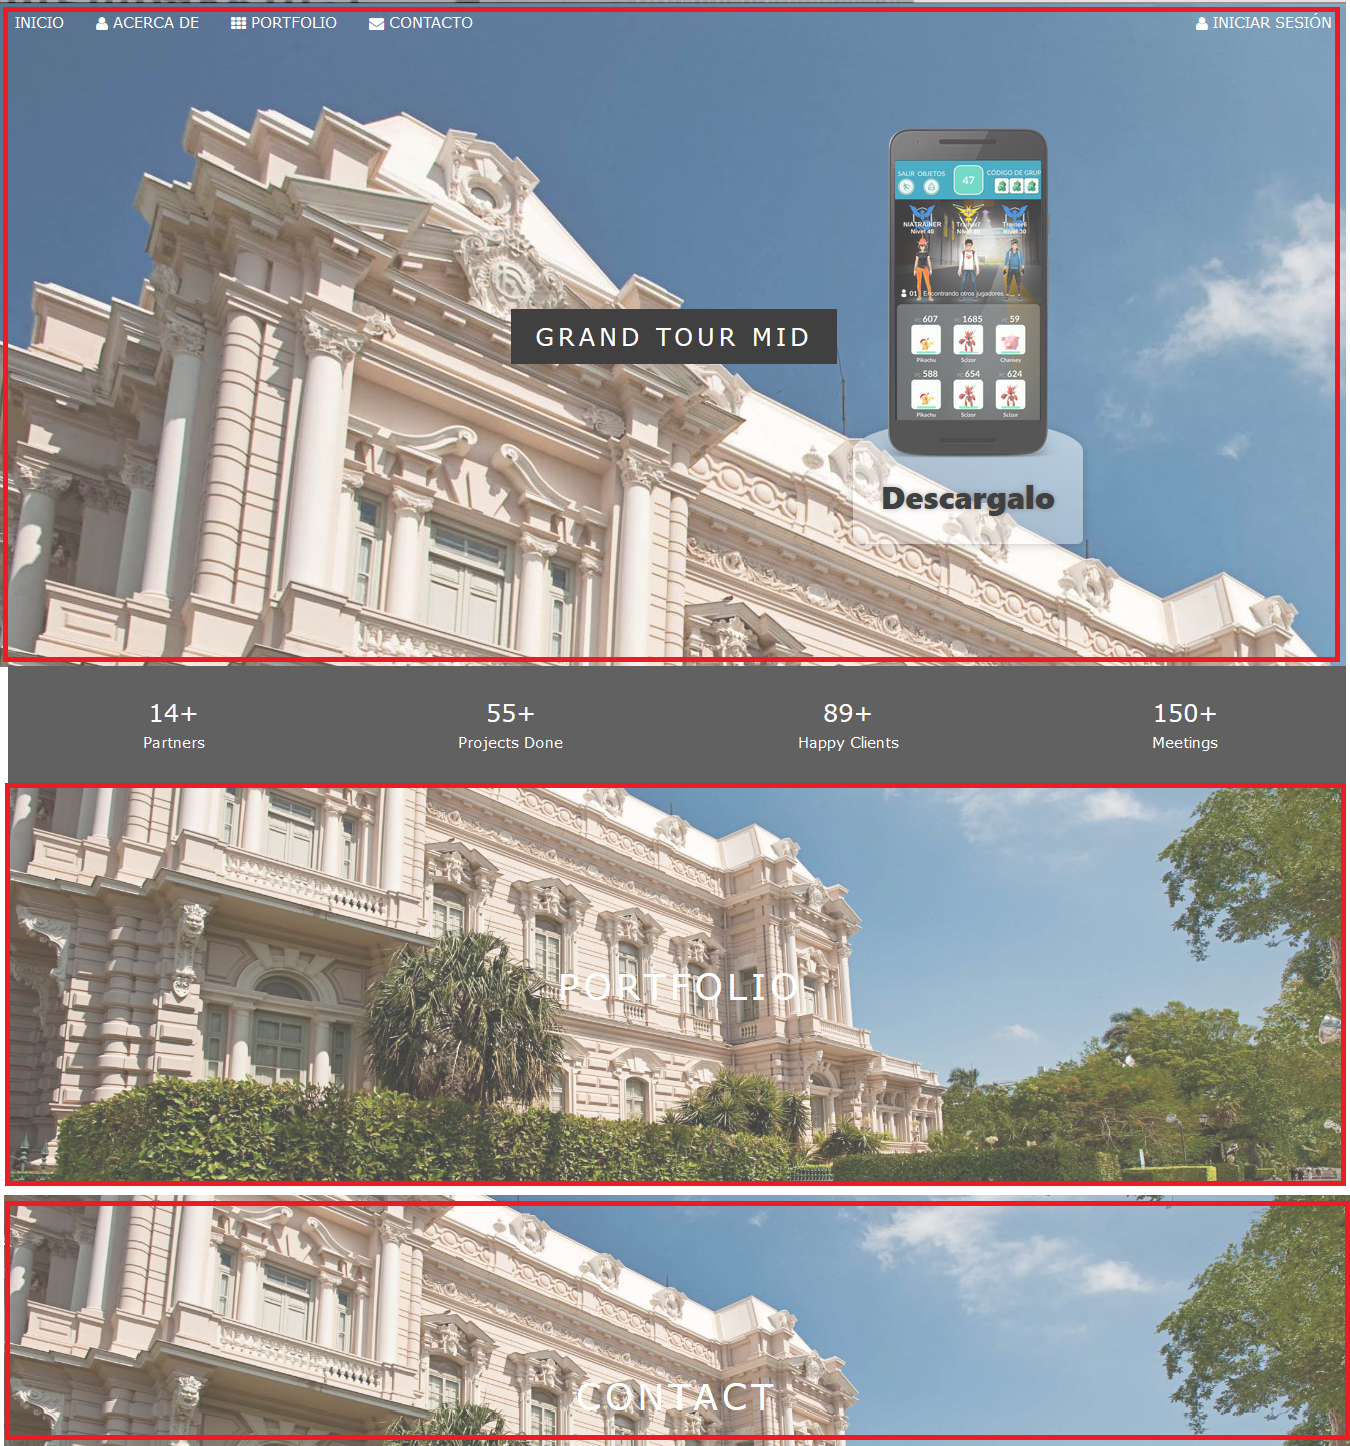 INICIO ACERCA DE PORTFOLIO CONTACTO INICIAR SESIÓN
SALIR OBJETOS 47 CÓDIGO DE GRUP
NIATRAINER Trainer7 Trainer6
Nivel 40 Nivel 40 Nivel 30
01 Encontrando otros jugadores...
PC 607 PC 1685 PC 59
Pikachu Scizor Chansey
PC 588 PC 654 PC 624
Pikachu Scizor Scizor
GRAND TOUR MID
Descargalo
14+ 55+ 89+ 150+
Partners Projects Done Happy Clients Meetings
PORTFOLIO
CONTACT